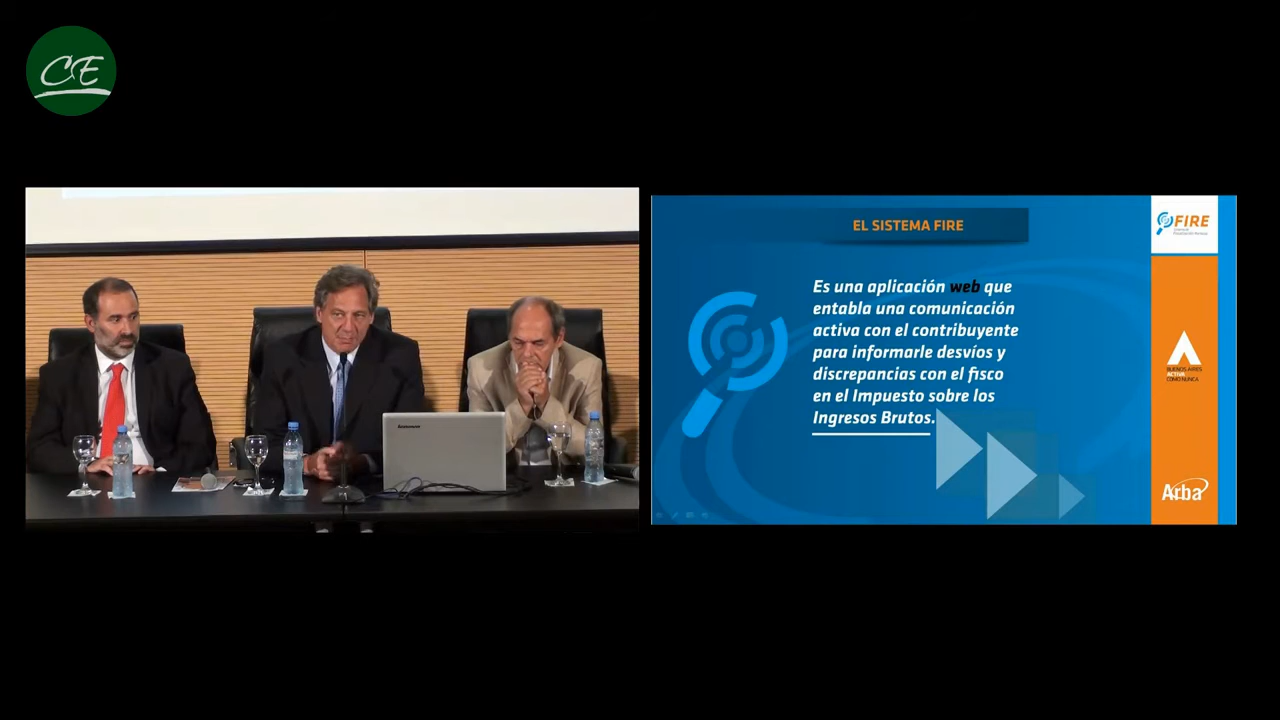 CE
EL SISTEMA FIRE
Es una aplicación web que
entabla una comunicación
activa con el contribuyente
para informarle desvíos y
discrepancias con el fisco
en el Impuesto sobre los
Ingresos Brutos.
FIRE
BUENOS AIRES
ACTIVA
COMO NUNCA
Arba
lenovo